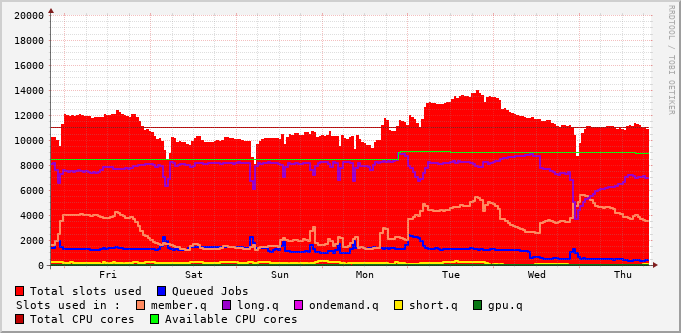 RRDTOOL / TOBI OETIKER
20000
18000
16000
14000
12000
10000
8000
6000
4000
2000
0
Fri Sat Sun Mon Tue Wed Thu
Total slots used Queued Jobs
Slots used in : member.q long.q ondemand.q short.q gpu.q
Total CPU cores Available CPU cores